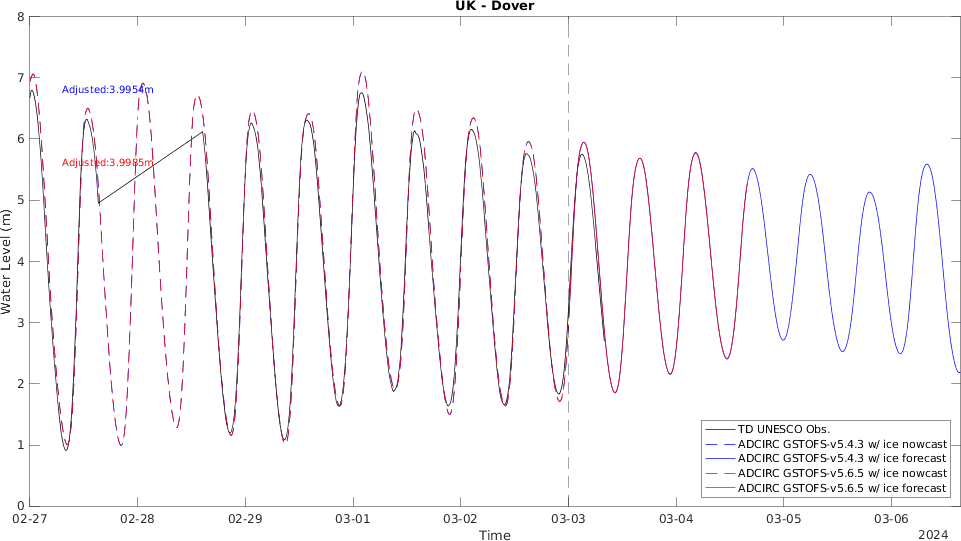 UK - Dover
8
7
6
5
4
3
2
1
0
Water Level (m)
Adjusted:3.9954m
Adjusted:3.9985m
TD UNESCO Obs.
ADCIRC GSTOFS-v5.4.3 w/ ice nowcast
ADCIRC GSTOFS-v5.4.3 w/ ice forecast
ADCIRC GSTOFS-v5.6.5 w/ ice nowcast
ADCIRC GSTOFS-v5.6.5 w/ ice forecast
02-27 02-28 02-29 03-01 03-02 03-03 03-04 03-05 03-06
Time
2024